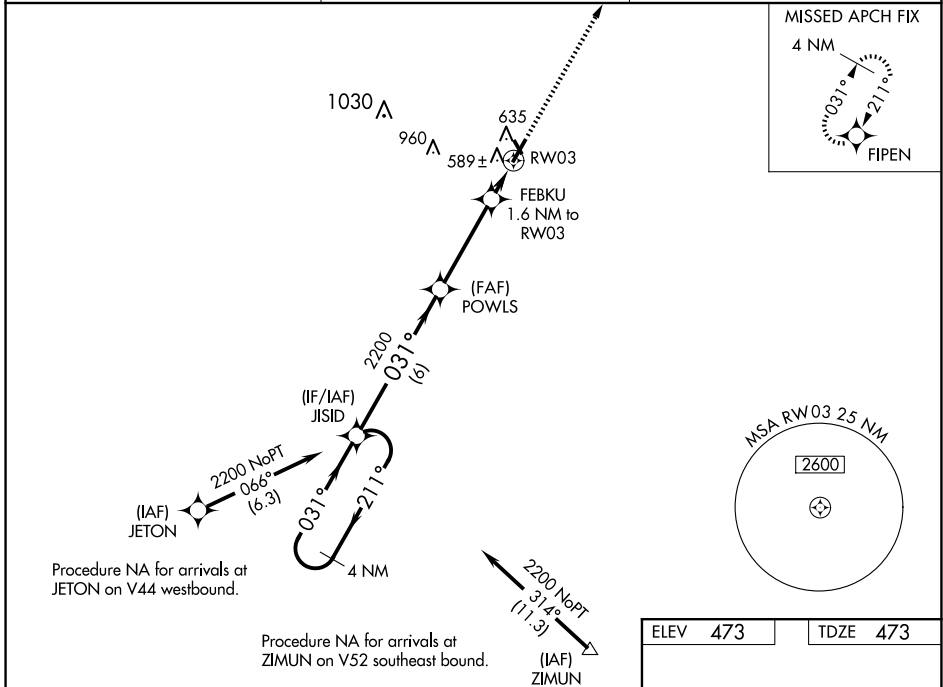 MISSED APCH FIX
4 NM
031°
211°
FIPEN
1030
960
635
589±
RW03
FEBKU
1.6 NM to
RW03
(FAF)
POWLS
2200
031°
(6)
(IF/IAF)
JISID
2200 NoPT
066°
(6.3)
(IAF)
JETON
031°
211°
4 NM
Procedure NA for arrivals at
JETON on V44 westbound.
MSA RW03 25 NM
2600
2200 NoPT
314°
(11.3)
(IAF)
ZIMUN
Procedure NA for arrivals at
ZIMUN on V52 southeast bound.
ELEV 473
TDZE 473